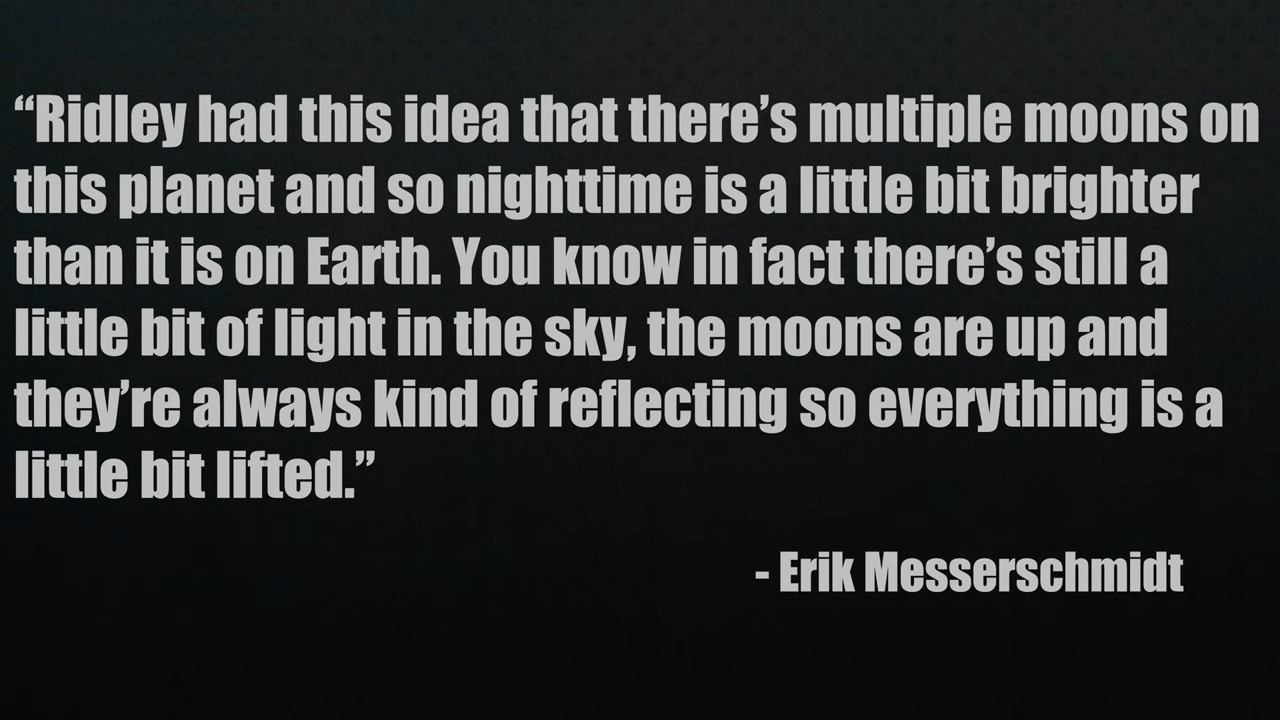 “Ridley had this idea that there’s multiple moons on
this planet and so nighttime is a little bit brighter
than it is on Earth. You know in fact there’s still a
little bit of light in the sky, the moons are up and
they’re always kind of reflecting so everything is a
little bit lifted.”
- Erik Messerschmidt